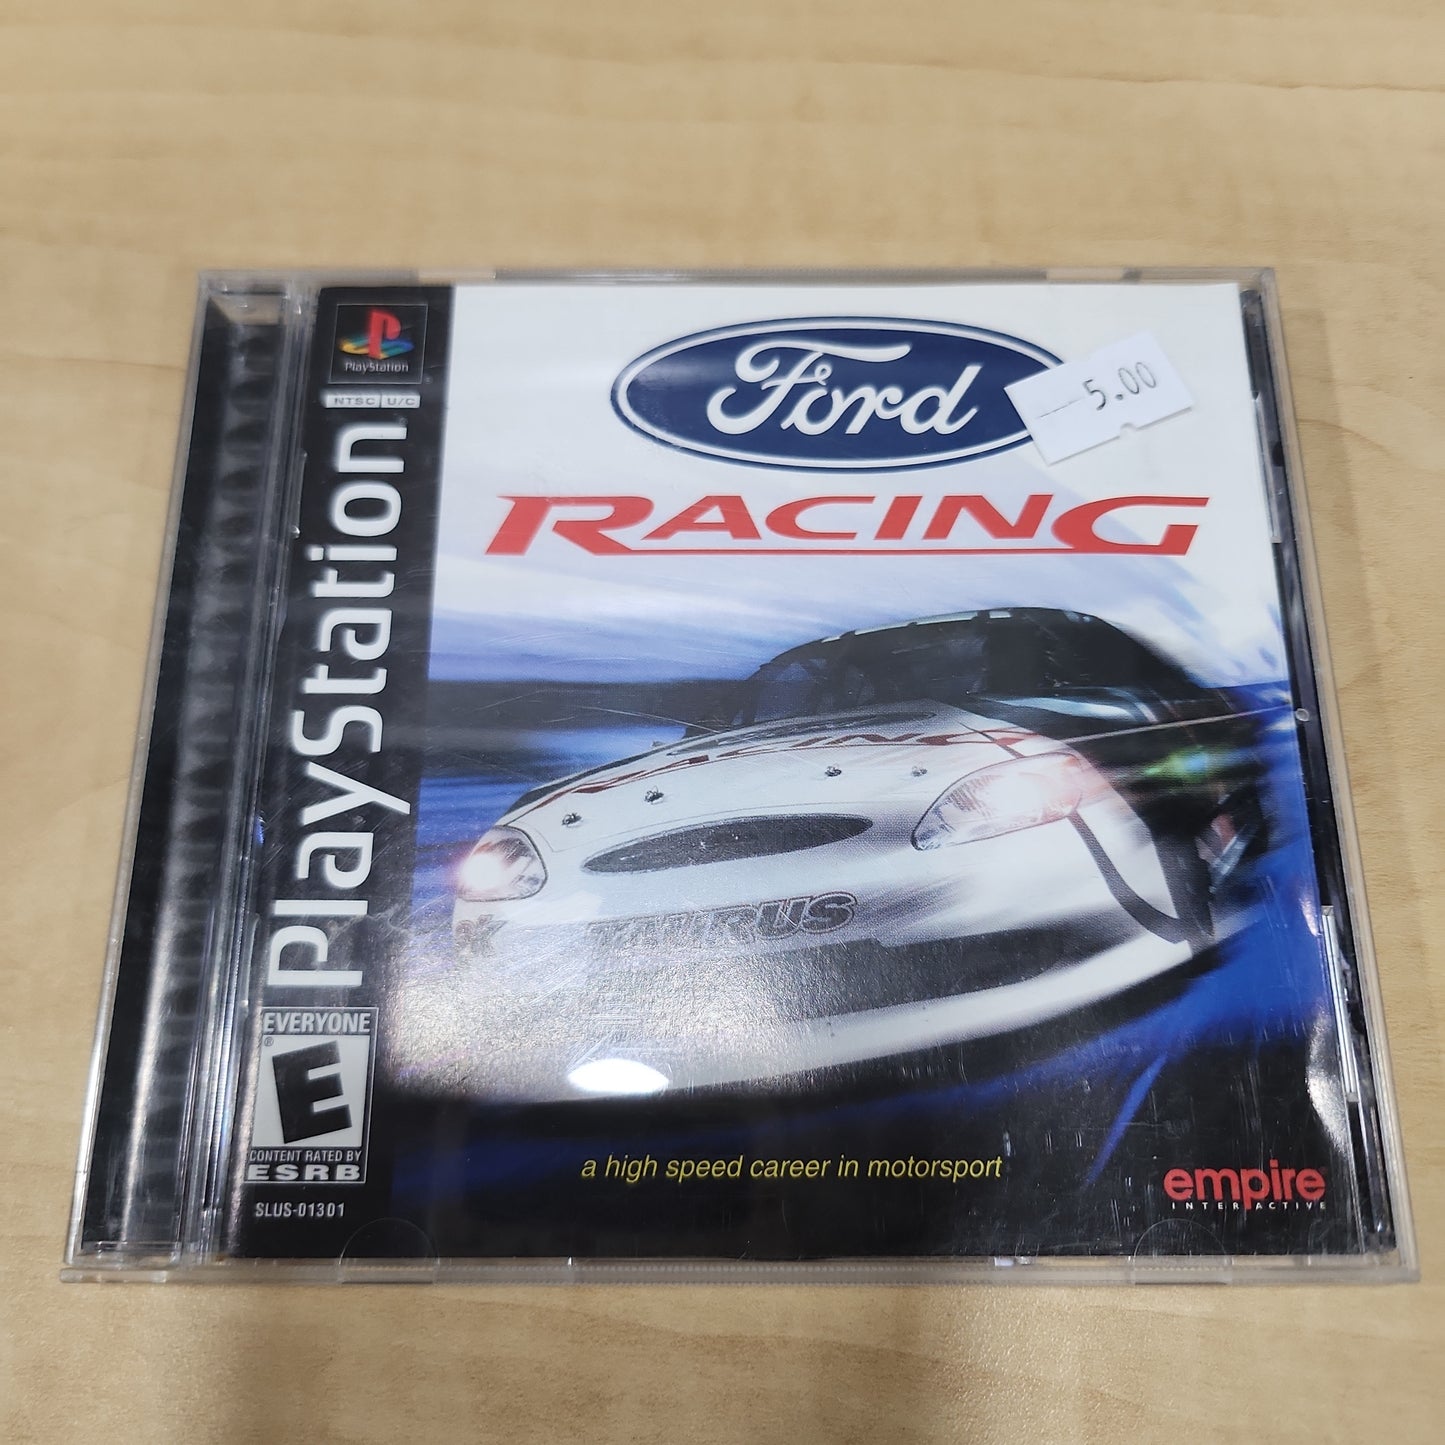 PlayStation
NTSC U/C
PlayStation
Ford
5.00
RACING
RACING
TAURUS
EVERYONE
E
CONTENT RATED BY
ESRB
SLUS-01301
a high speed career in motorsport
empire
INTERACTIVE